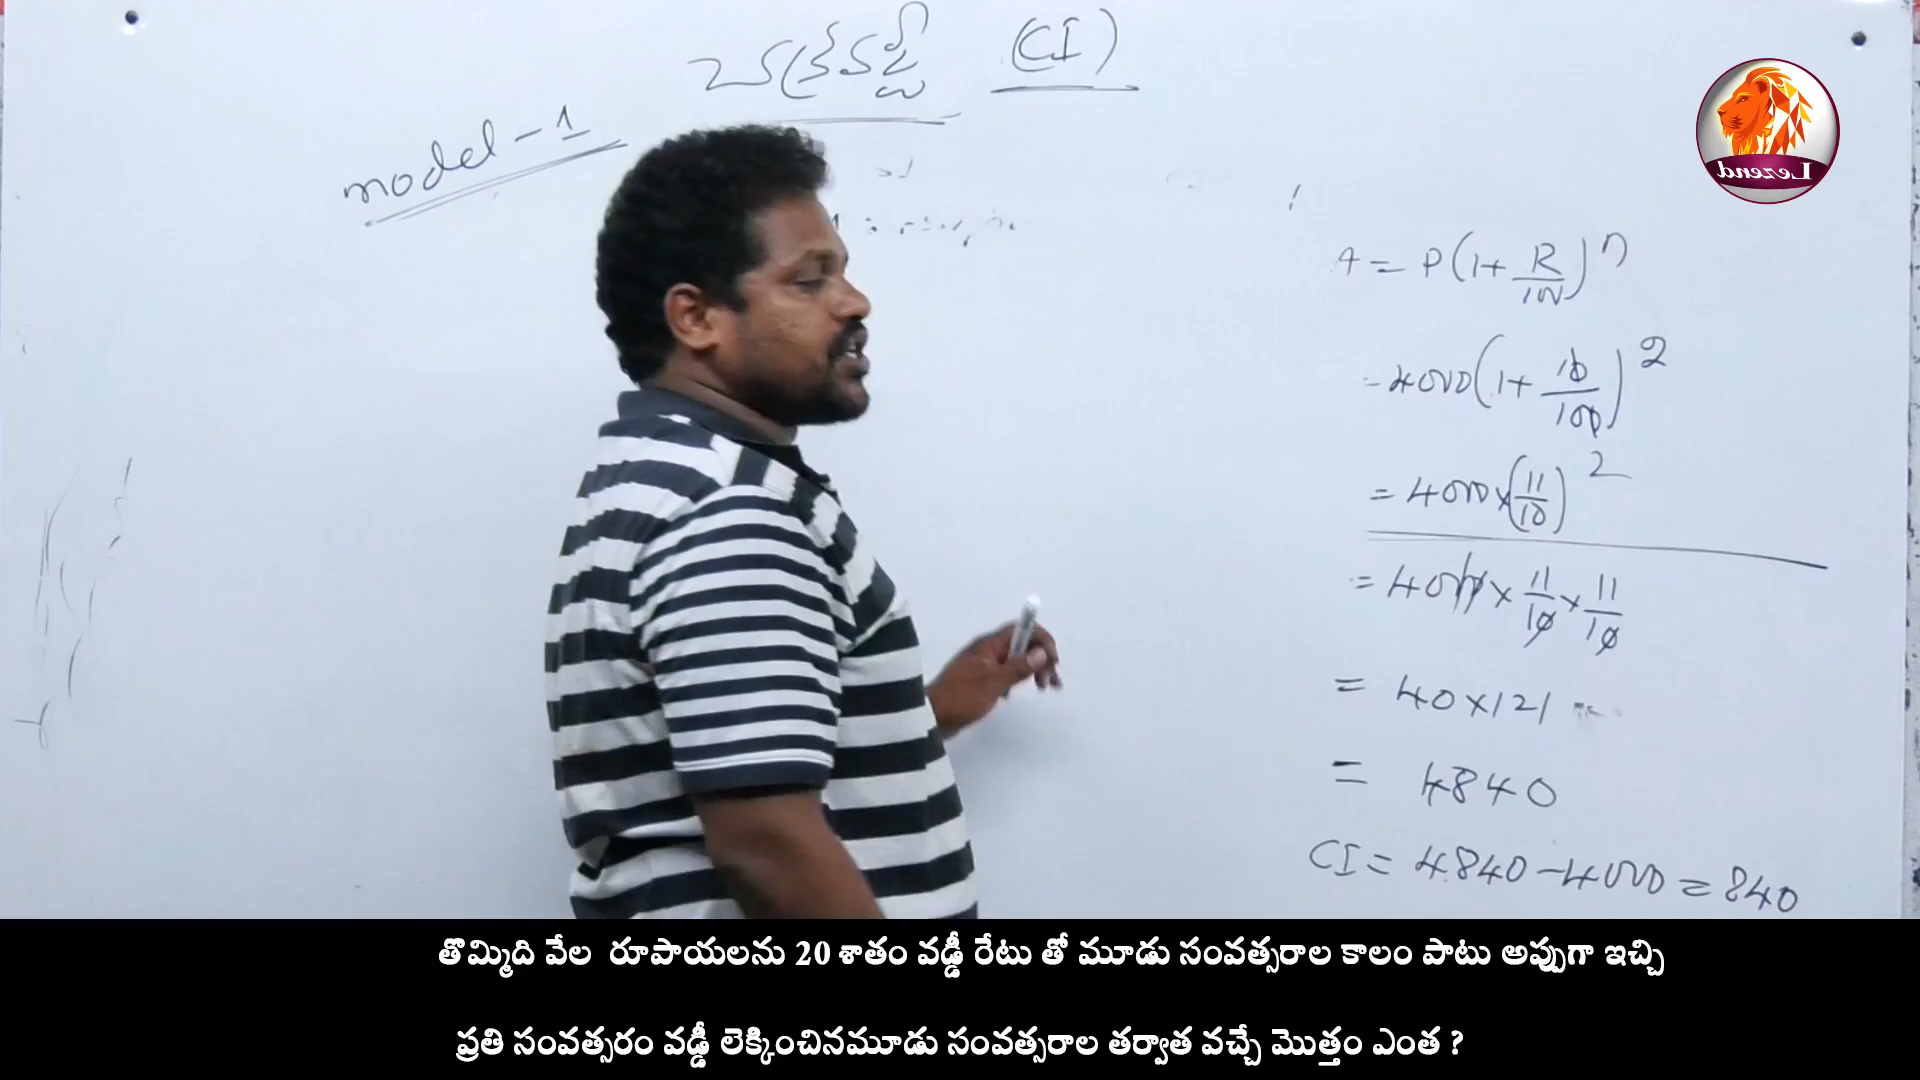 చక్రవడ్డీ (CI)
model-1
Lezend
A = P(1+R/100)^n
=4000(1+10/100)^2
=4000×(11/10)^2
=4000×11/10×11/10
= 40×121
= 4840
CI= 4840-4000=840
తొమ్మిది వేల రూపాయలను 20 శాతం వడ్డీ రేటు తో మూడు సంవత్సరాల కాలం పాటు అప్పుగా ఇచ్చి
ప్రతి సంవత్సరం వడ్డీ లెక్కించినమూడు సంవత్సరాల తర్వాత వచ్చే మొత్తం ఎంత ?